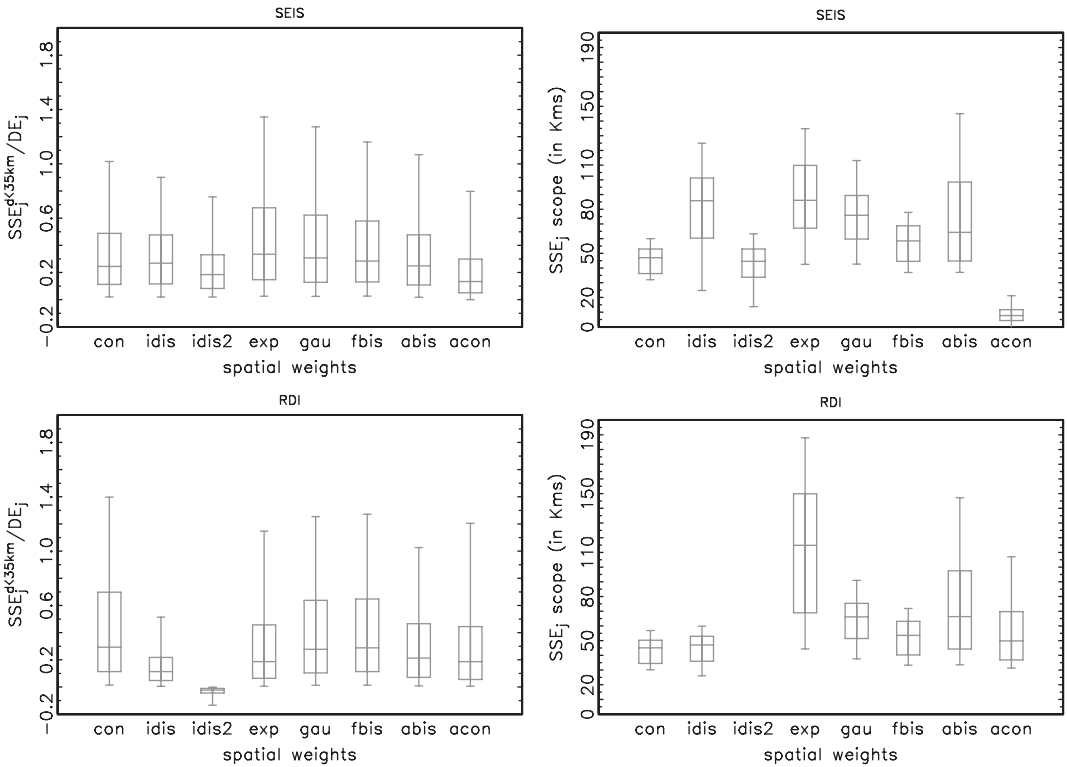 SEIS
SSE_j^{d<35km}/DE_j
1.8
1.4
1.0
0.6
0.2
−0.2
con idis idis2 exp gau fbis abis acon
spatial weights
SEIS
SSE_j scope (in Kms)
190
150
110
80
50
20
0
con idis idis2 exp gau fbis abis acon
spatial weights
RDI
SSE_j^{d<35km}/DE_j
1.8
1.4
1.0
0.6
0.2
−0.2
con idis idis2 exp gau fbis abis acon
spatial weights
RDI
SSE_j scope (in Kms)
190
150
110
80
50
20
0
con idis idis2 exp gau fbis abis acon
spatial weights